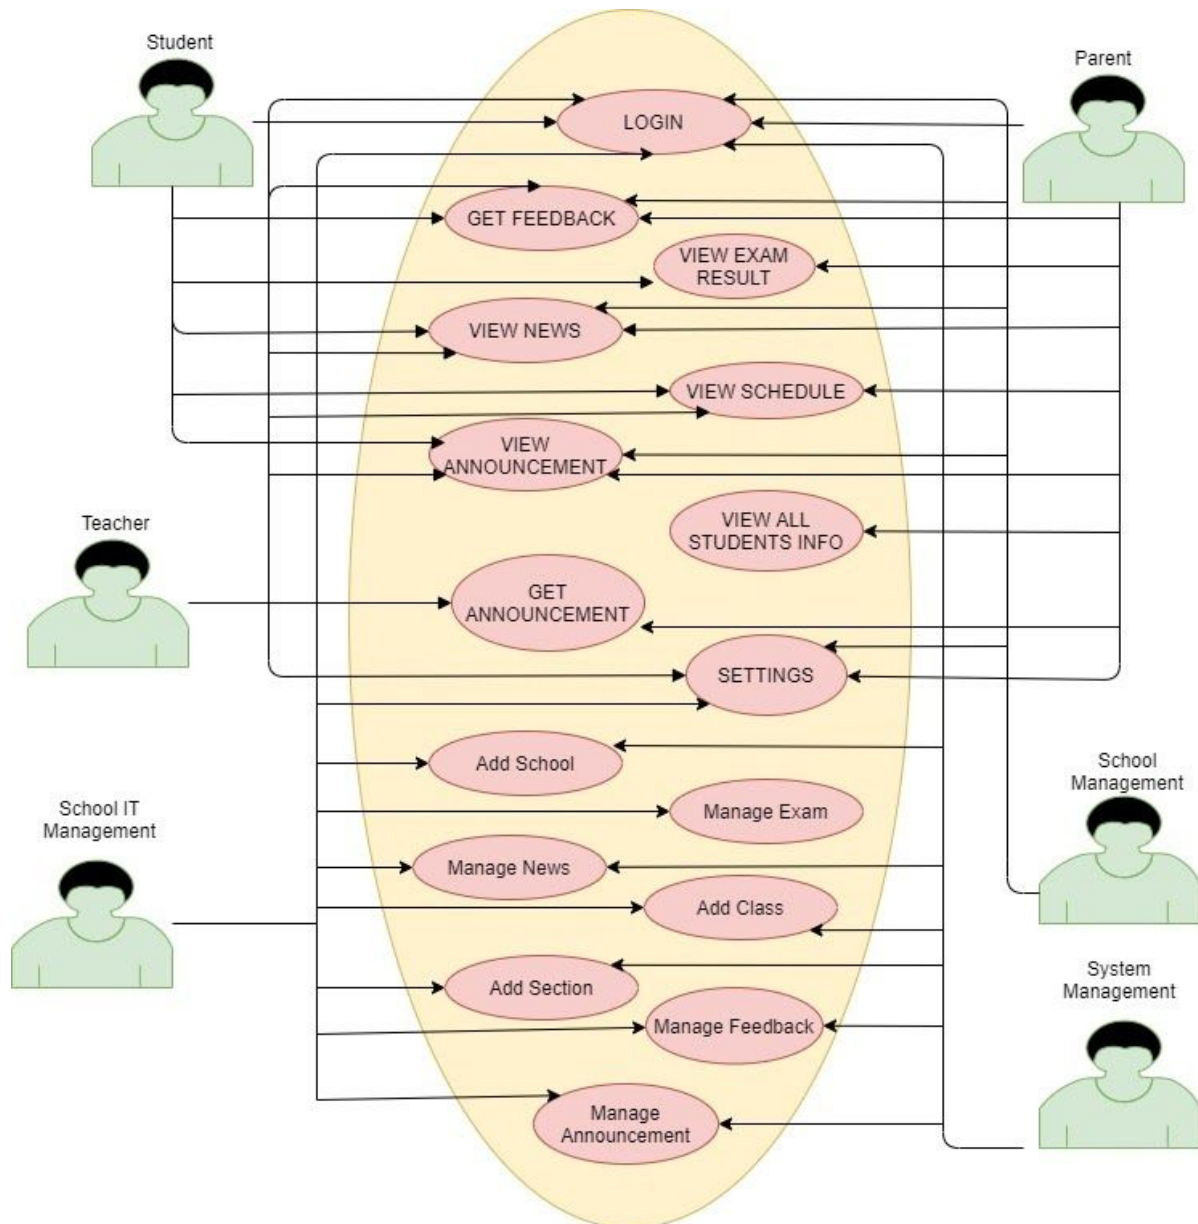 Student
Parent
LOGIN
GET FEEDBACK
VIEW EXAM
RESULT
VIEW NEWS
VIEW SCHEDULE
VIEW
ANNOUNCEMENT
Teacher
VIEW ALL
STUDENTS INFO
GET
ANNOUNCEMENT
SETTINGS
Add School
School
Management
School IT
Management
Manage Exam
Manage News
Add Class
System
Management
Add Section
Manage Feedback
Manage
Announcement